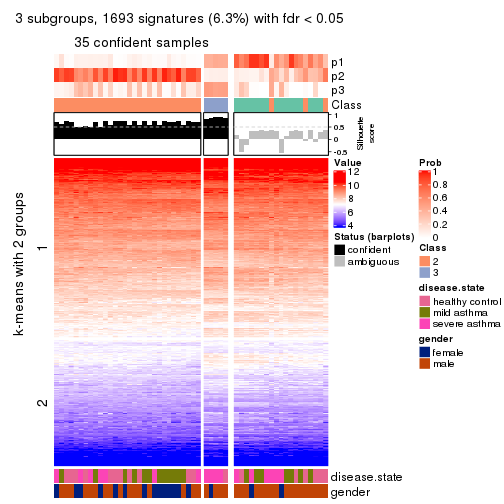 3 subgroups, 1693 signatures (6.3%) with fdr < 0.05
35 confident samples
p1
p2
p3
Class
1
0.5
0
-0.5
Silhouette
score
k-means with 2 groups
1
2
Value
12
10
8
6
4
Status (barplots)
confident
ambiguous
Prob
1
0.8
0.6
0.4
0.2
0
Class
2
3
disease.state
healthy control
mild asthma
severe asthma
gender
female
male
disease.state
gender